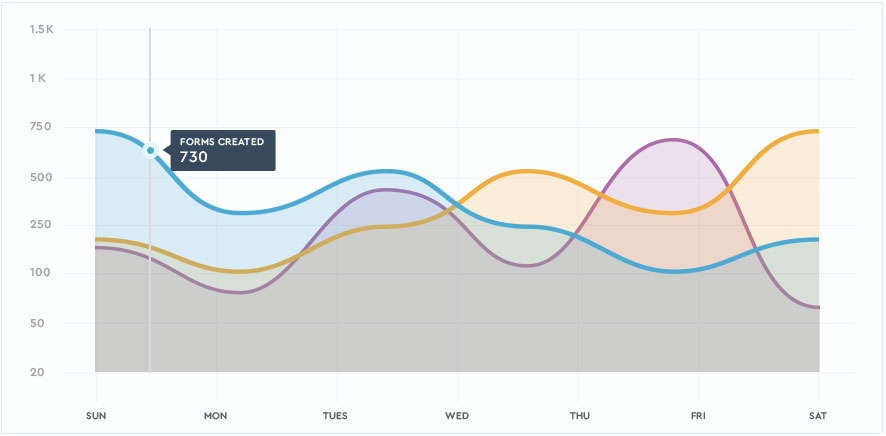 1.5K
1 K
750
FORMS CREATED
730
500
250
100
50
20
SUN MON TUES WED THU FRI SAT